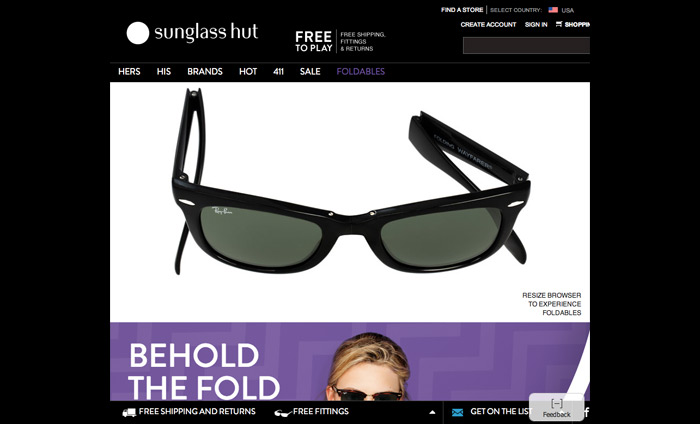 FIND A STORE | SELECT COUNTRY: USA
CREATE ACCOUNT SIGN IN SHOPPIN
sunglass hut
FREE TO PLAY
FREE SHIPPING,
FITTINGS
& RETURNS
HERS HIS BRANDS HOT 411 SALE FOLDABLES
FOLDING WAYFARER
Ray-Ban
RESIZE BROWSER
TO EXPERIENCE
FOLDABLES
BEHOLD
THE FOLD
FREE SHIPPING AND RETURNS FREE FITTINGS GET ON THE LIST
[–]
Feedback
f